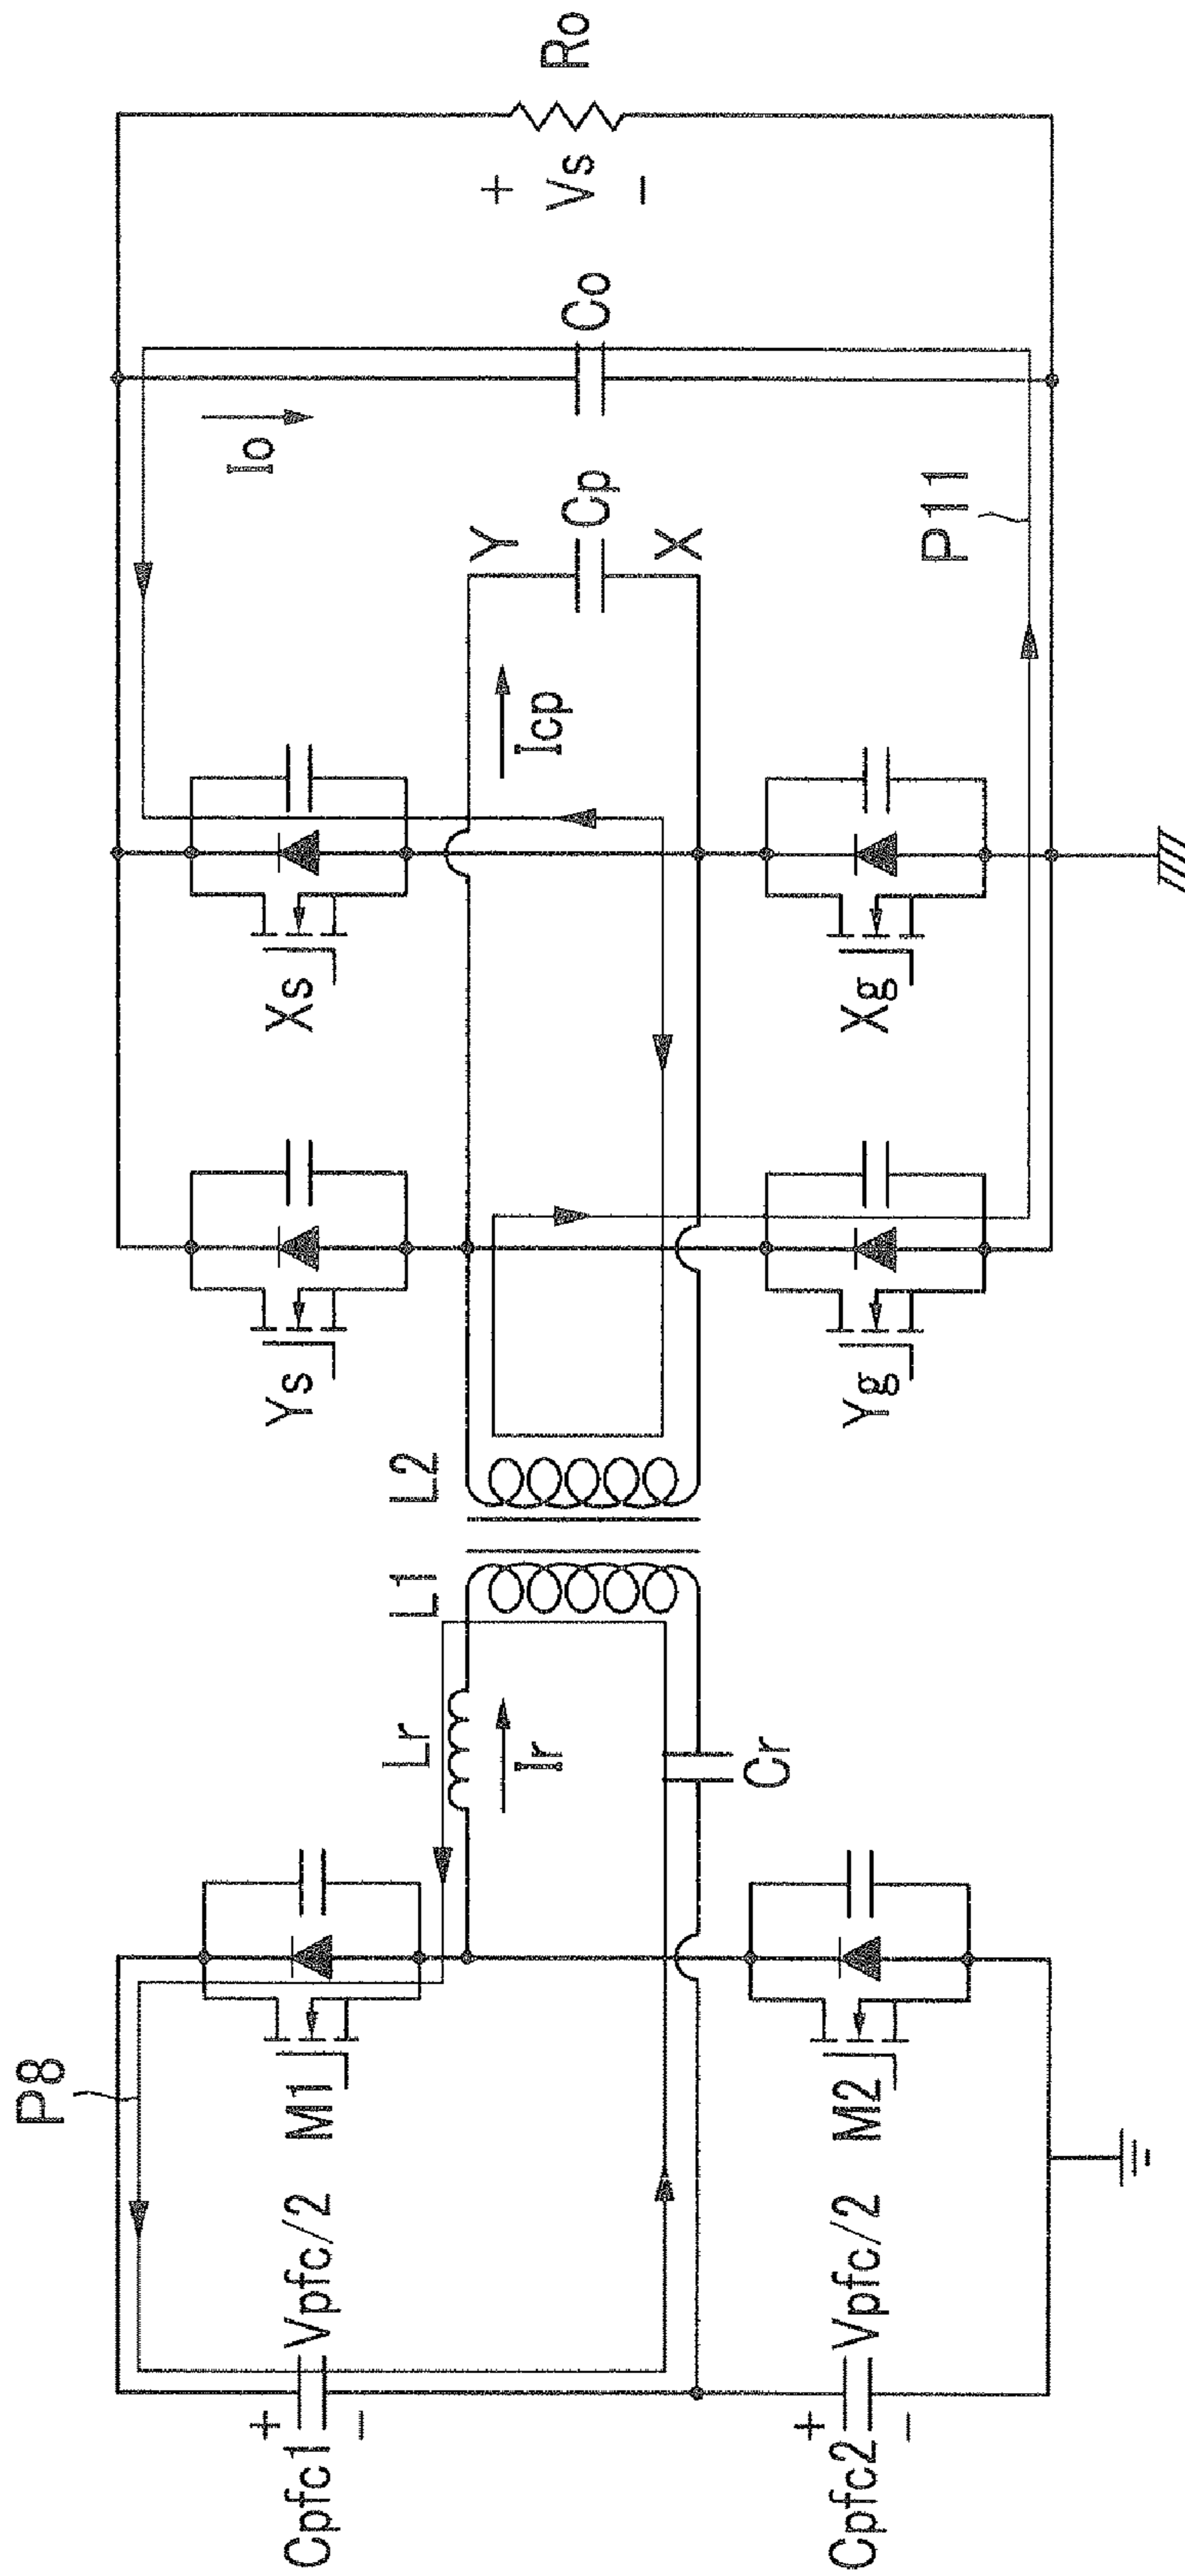 Ro
+
Vs
−
Co
Io
Cp
Y
X
P11
Icp
Xs
Xg
Ys
Yg
L2
L1
Lr
Ir
Cr
P8
M1
M2
Vpfc/2
Vpfc/2
+
−
Cpfc1
+
−
Cpfc2